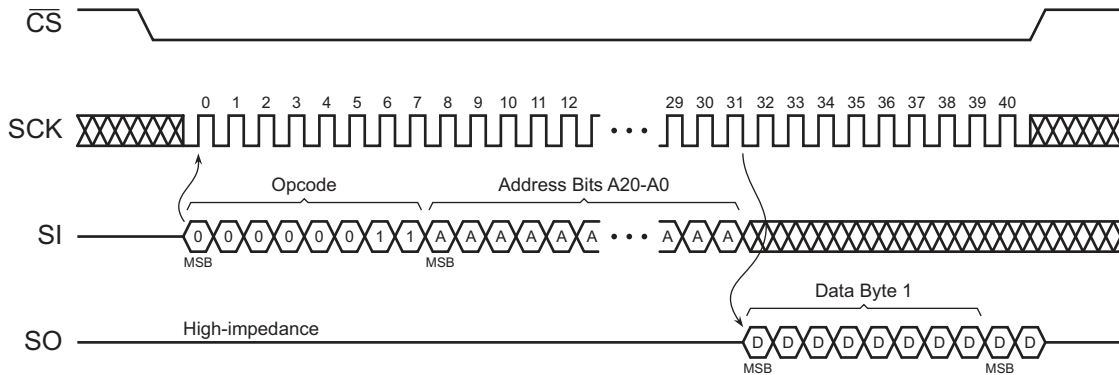 CS
0 1 2 3 4 5 6 7 8 9 10 11 12 29 30 31 32 33 34 35 36 37 38 39 40
SCK
Opcode Address Bits A20-A0
SI 0 0 0 0 0 0 1 1 A A A A A A A A A
MSB MSB
Data Byte 1
High-impedance
SO D D D D D D D D D D
MSB MSB